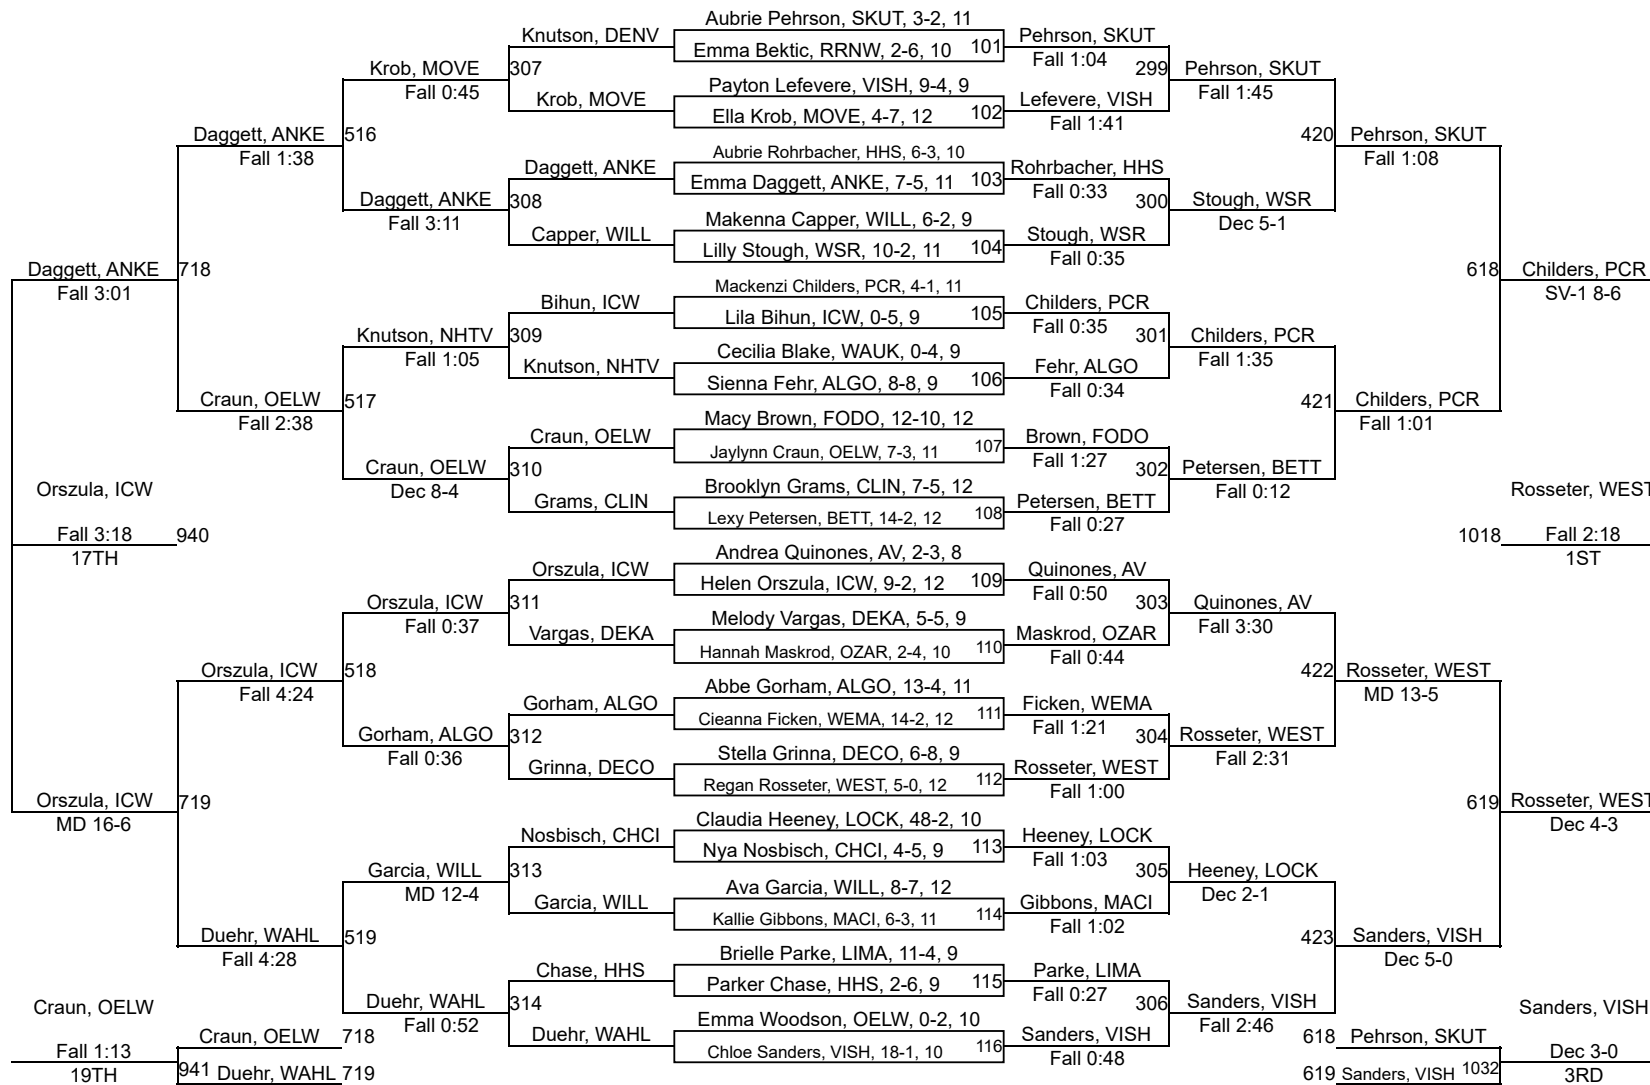 Aubrie Pehrson, SKUT, 3-2, 11
Knutson, DENV
Emma Bektic, RRNW, 2-6, 10 101
Pehrson, SKUT
Fall 1:04
Krob, MOVE 307
Fall 0:45
299 Pehrson, SKUT
Fall 1:45
Payton Lefevere, VISH, 9-4, 9
Krob, MOVE
Ella Krob, MOVE, 4-7, 12 102
Lefevere, VISH
Fall 1:41
Daggett, ANKE 516
Fall 1:38
420 Pehrson, SKUT
Fall 1:08
Aubrie Rohrbacher, HHS, 6-3, 10
Daggett, ANKE
Emma Daggett, ANKE, 7-5, 11 103
Rohrbacher, HHS
Fall 0:33
Daggett, ANKE 308
Fall 3:11
300 Stough, WSR
Dec 5-1
Makenna Capper, WILL, 6-2, 9
Capper, WILL
Lilly Stough, WSR, 10-2, 11 104
Stough, WSR
Fall 0:35
Daggett, ANKE 718
Fall 3:01
618 Childers, PCR
SV-1 8-6
Mackenzi Childers, PCR, 4-1, 11
Bihun, ICW
Lila Bihun, ICW, 0-5, 9 105
Childers, PCR
Fall 0:35
Knutson, NHTV 309
Fall 1:05
301 Childers, PCR
Fall 1:35
Cecilia Blake, WAUK, 0-4, 9
Knutson, NHTV
Sienna Fehr, ALGO, 8-8, 9 106
Fehr, ALGO
Fall 0:34
Craun, OELW 517
Fall 2:38
421 Childers, PCR
Fall 1:01
Macy Brown, FODO, 12-10, 12
Craun, OELW
Jaylynn Craun, OELW, 7-3, 11 107
Brown, FODO
Fall 1:27
Craun, OELW 310
Dec 8-4
302 Petersen, BETT
Fall 0:12
Brooklyn Grams, CLIN, 7-5, 12
Grams, CLIN
Lexy Petersen, BETT, 14-2, 12 108
Petersen, BETT
Fall 0:27
Orszula, ICW
Fall 3:18 940
17TH
Rosseter, WEST
1018 Fall 2:18
1ST
Andrea Quinones, AV, 2-3, 8
Orszula, ICW
Helen Orszula, ICW, 9-2, 12 109
Quinones, AV
Fall 0:50
Orszula, ICW 311
Fall 0:37
303 Quinones, AV
Fall 3:30
Melody Vargas, DEKA, 5-5, 9
Vargas, DEKA
Hannah Maskrod, OZAR, 2-4, 10 110
Maskrod, OZAR
Fall 0:44
Orszula, ICW 518
Fall 4:24
422 Rosseter, WEST
MD 13-5
Abbe Gorham, ALGO, 13-4, 11
Gorham, ALGO
Cieanna Ficken, WEMA, 14-2, 12 111
Ficken, WEMA
Fall 1:21
Gorham, ALGO 312
Fall 0:36
304 Rosseter, WEST
Fall 2:31
Stella Grinna, DECO, 6-8, 9
Grinna, DECO
Regan Rosseter, WEST, 5-0, 12 112
Rosseter, WEST
Fall 1:00
Orszula, ICW 719
MD 16-6
619 Rosseter, WEST
Dec 4-3
Claudia Heeney, LOCK, 48-2, 10
Nosbisch, CHCI
Nya Nosbisch, CHCI, 4-5, 9 113
Heeney, LOCK
Fall 1:03
Garcia, WILL 313
MD 12-4
305 Heeney, LOCK
Dec 2-1
Ava Garcia, WILL, 8-7, 12
Garcia, WILL
Kallie Gibbons, MACI, 6-3, 11 114
Gibbons, MACI
Fall 1:02
Duehr, WAHL 519
Fall 4:28
423 Sanders, VISH
Dec 5-0
Brielle Parke, LIMA, 11-4, 9
Chase, HHS
Parker Chase, HHS, 2-6, 9 115
Parke, LIMA
Fall 0:27
Duehr, WAHL 314
Fall 0:52
306 Sanders, VISH
Fall 2:46
Emma Woodson, OELW, 0-2, 10
Duehr, WAHL
Chloe Sanders, VISH, 18-1, 10 116
Sanders, VISH
Fall 0:48
Craun, OELW
Craun, OELW 718
Fall 1:13
19TH
941 Duehr, WAHL 719
Sanders, VISH
618 Pehrson, SKUT
Dec 3-0
3RD
619 Sanders, VISH 1032